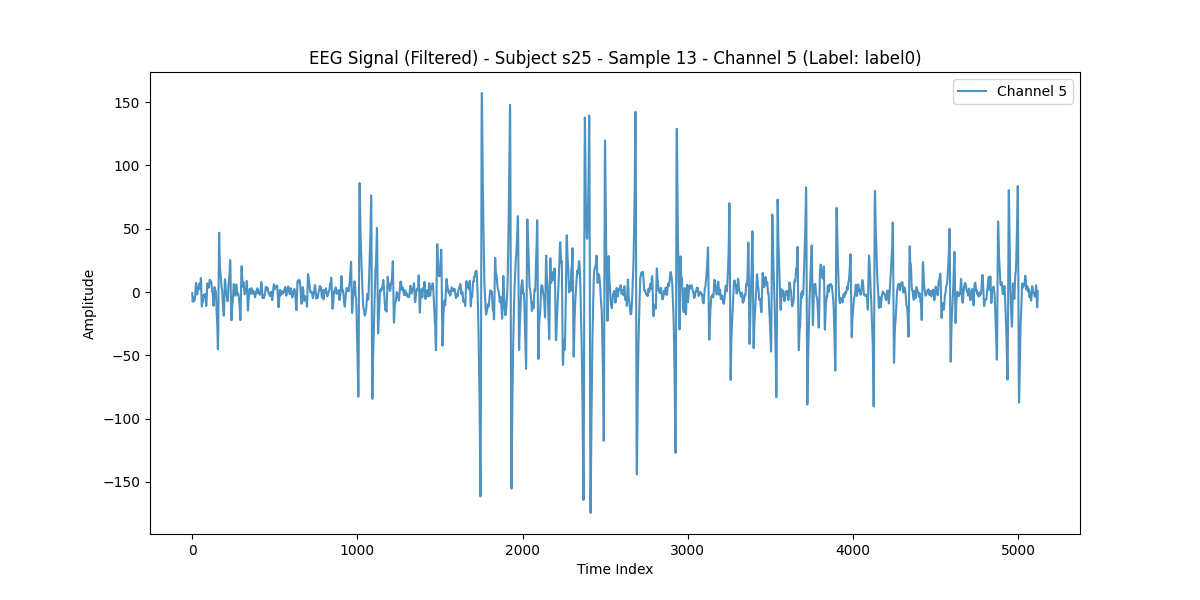 EEG Signal (Filtered) - Subject s25 - Sample 13 - Channel 5 (Label: label0)
Channel 5
150
100
50
0
−50
−100
−150
Amplitude
0 1000 2000 3000 4000 5000
Time Index